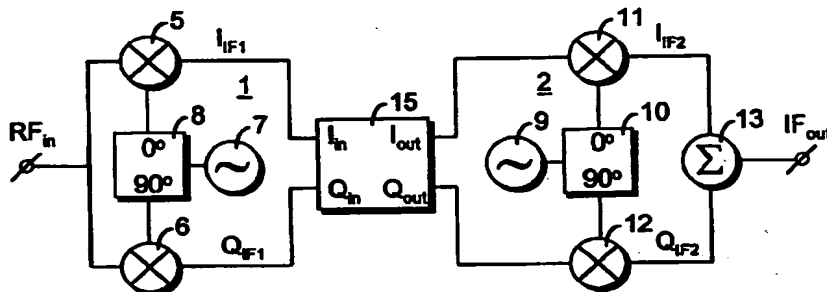 5 i_IF1 11 I_IF2
1 15 2
RF_in 8 7 I_in I_out 9 10 13 IF_out
0° 0°
90° Q_in Q_out 90° Σ
6 Q_IF1 12 Q_IF2